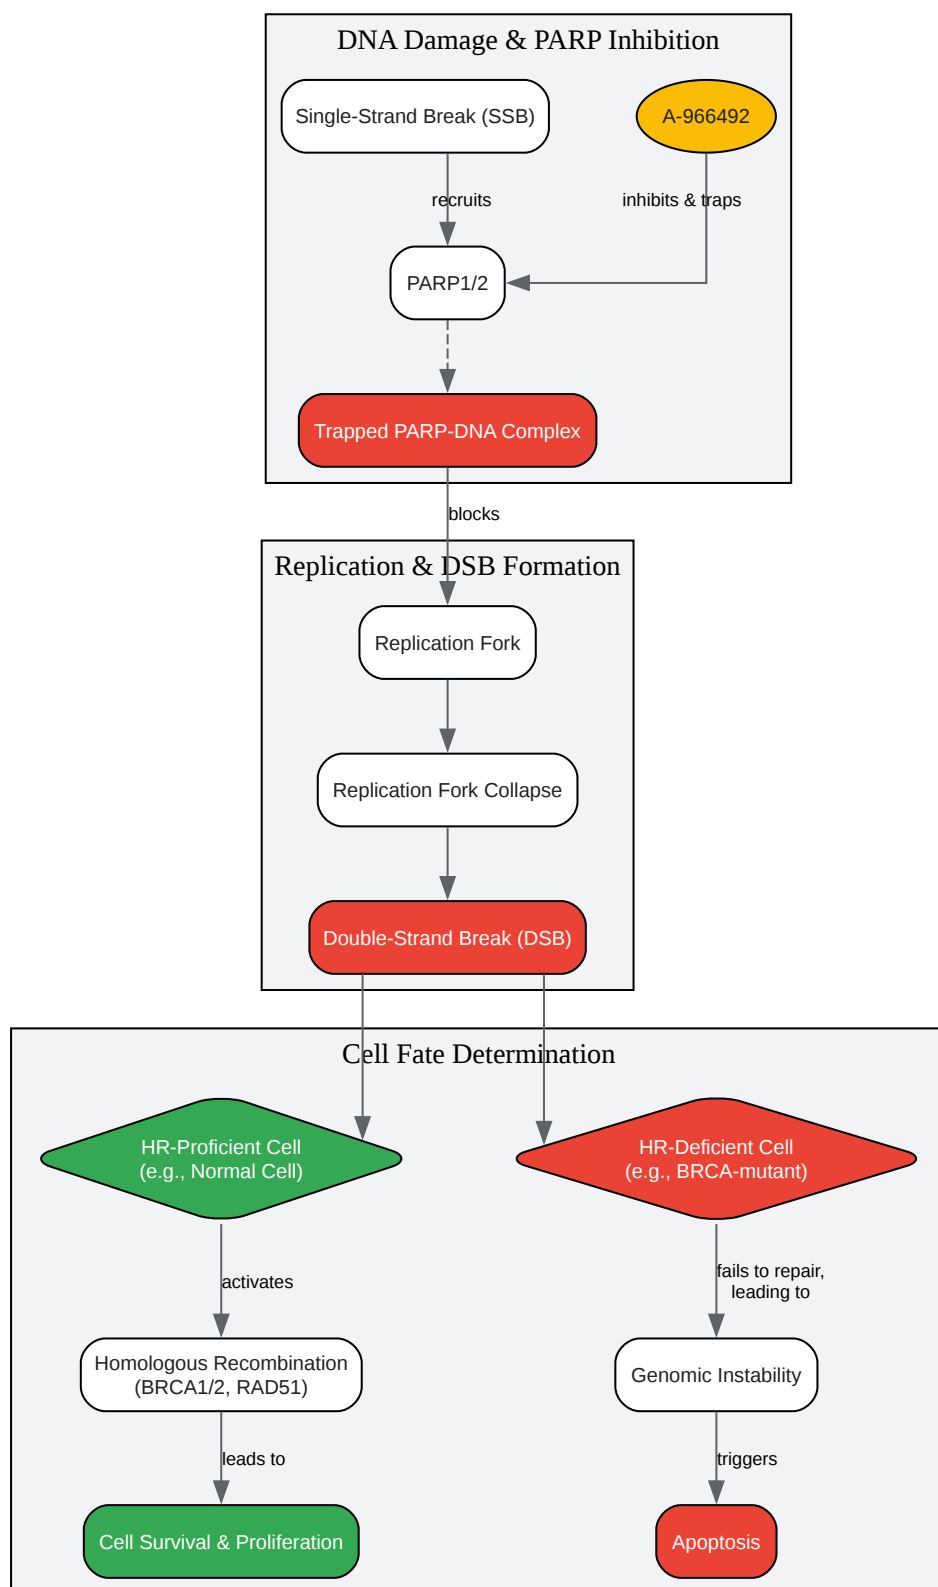 DNA Damage & PARP Inhibition
Single-Strand Break (SSB)
A-966492
recruits
inhibits & traps
PARP1/2
Trapped PARP-DNA Complex
blocks
Replication & DSB Formation
Replication Fork
Replication Fork Collapse
Double-Strand Break (DSB)
Cell Fate Determination
HR-Proficient Cell
(e.g., Normal Cell)
HR-Deficient Cell
(e.g., BRCA-mutant)
activates
fails to repair,
leading to
Homologous Recombination
(BRCA1/2, RAD51)
Genomic Instability
leads to
triggers
Cell Survival & Proliferation
Apoptosis